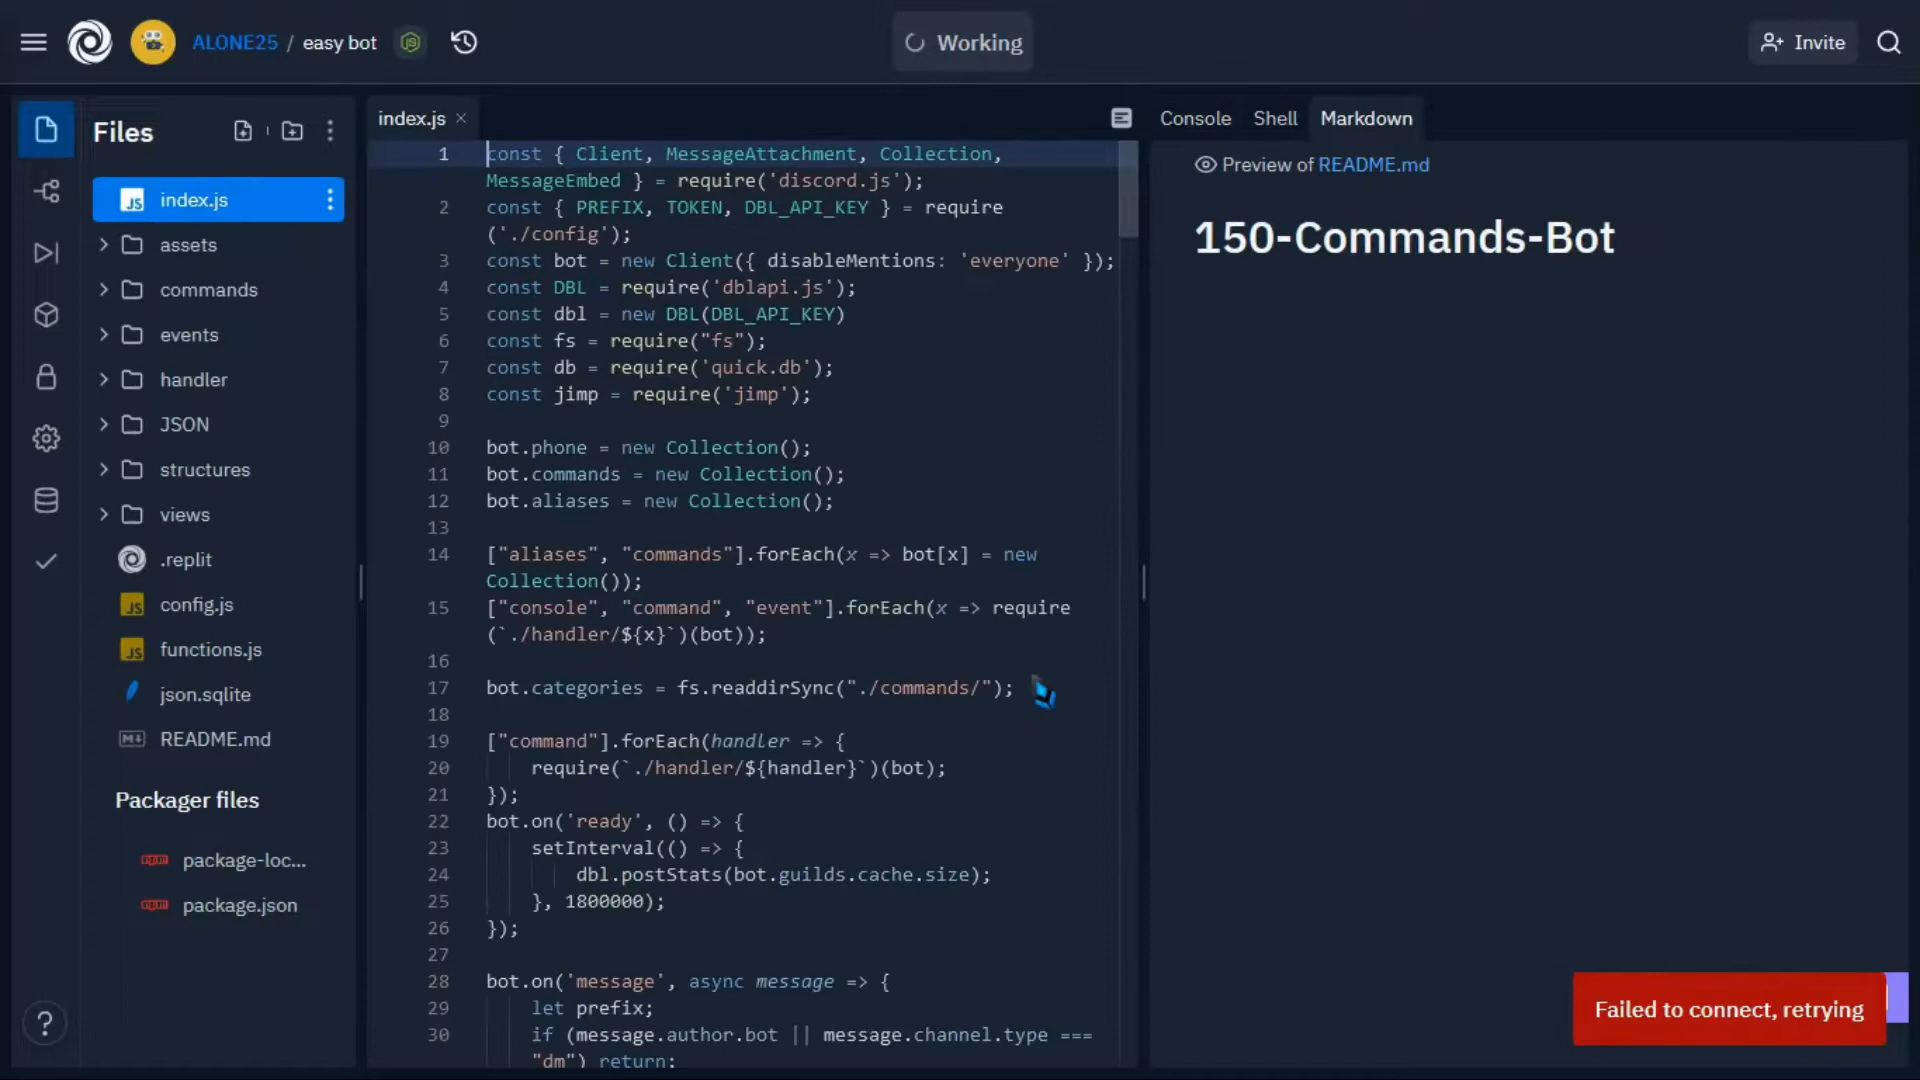 ALONE25 / easy bot
Working
Invite
Files
index.js
assets
commands
events
handler
JSON
structures
views
.replit
JS config.js
JS functions.js
json.sqlite
README.md
Packager files
package-loc...
package.json
index.js ×
1 const { Client, MessageAttachment, Collection,
MessageEmbed } = require('discord.js');
2 const { PREFIX, TOKEN, DBL_API_KEY } = require
('./config');
3 const bot = new Client({ disableMentions: 'everyone' });
4 const DBL = require('dblapi.js');
5 const dbl = new DBL(DBL_API_KEY)
6 const fs = require("fs");
7 const db = require('quick.db');
8 const jimp = require('jimp');
9
10 bot.phone = new Collection();
11 bot.commands = new Collection();
12 bot.aliases = new Collection();
13
14 ["aliases", "commands"].forEach(x => bot[x] = new
Collection());
15 ["console", "command", "event"].forEach(x => require
(`./handler/${x}`)(bot));
16
17 bot.categories = fs.readdirSync("./commands/");
18
19 ["command"].forEach(handler => {
20 require(`./handler/${handler}`)(bot);
21 });
22 bot.on('ready', () => {
23 setInterval(() => {
24 dbl.postStats(bot.guilds.cache.size);
25 }, 1800000);
26 });
27
28 bot.on('message', async message => {
29 let prefix;
30 if (message.author.bot || message.channel.type ===
"dm") return;
Console Shell Markdown
Preview of README.md
150-Commands-Bot
Failed to connect, retrying